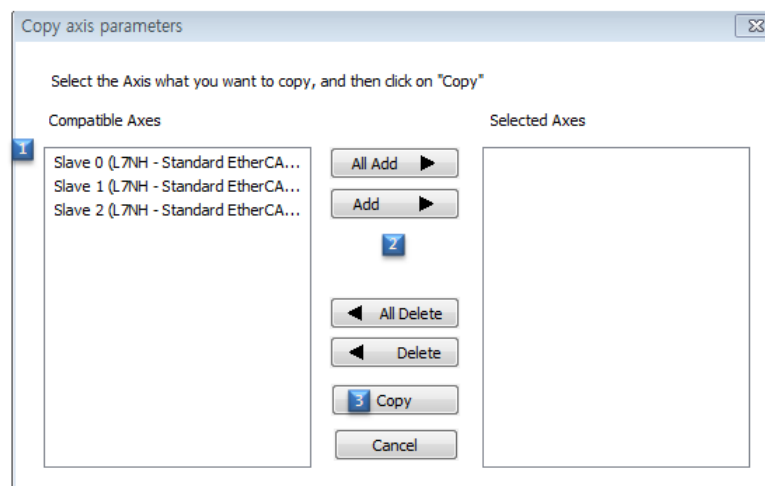 Copy axis parameters
Select the Axis what you want to copy, and then click on "Copy"
Compatible Axes
Selected Axes
1
Slave 0 (L7NH - Standard EtherCA...
Slave 1 (L7NH - Standard EtherCA...
Slave 2 (L7NH - Standard EtherCA...
All Add
Add
2
All Delete
Delete
3 Copy
Cancel